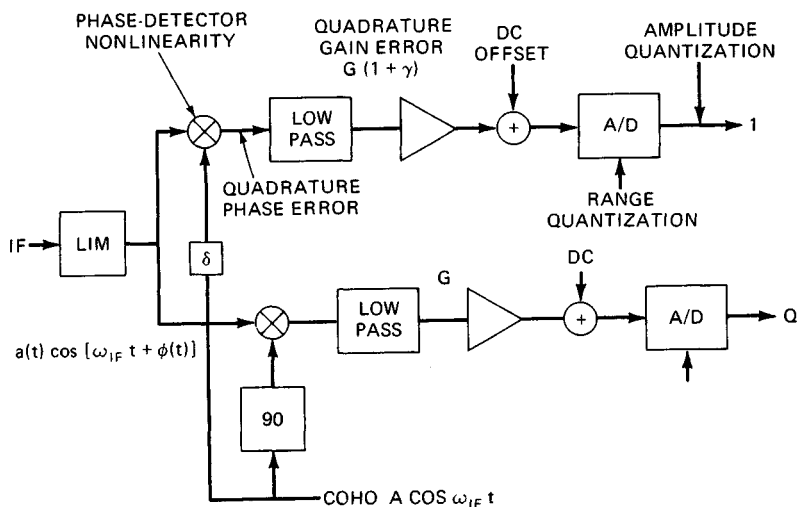 PHASE-DETECTOR
NONLINEARITY
QUADRATURE
GAIN ERROR
G (1 + γ)
DC
OFFSET
AMPLITUDE
QUANTIZATION
LOW
PASS
+
A/D
1
QUADRATURE
PHASE ERROR
RANGE
QUANTIZATION
IF
LIM
δ
G
DC
LOW
PASS
+
A/D
Q
a(t) cos [ω_IF t + ϕ(t)]
90
COHO A COS ω_IF t